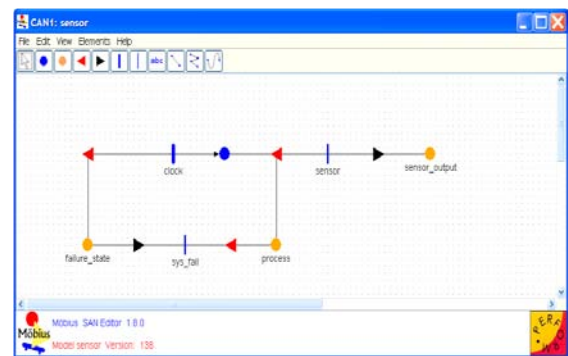 CAN1: sensor
File Edit View Elements Help
abc
clock
sensor
sensor_output
failure_state
sys_fail
process
Möbius SAN Editor 1.8.0
Möbius
Model sensor Version: 138
PERFORM